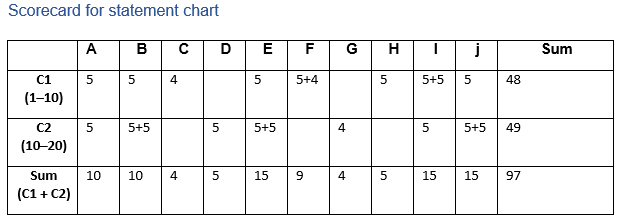 Scorecard for statement chart
A B C D E F G H I j Sum
C1 (1–10) 5 5 4 5 5+4 5 5+5 5 48
C2 (10–20) 5 5+5 5 5+5 4 5 5+5 49
Sum (C1 + C2) 10 10 4 5 15 9 4 5 15 15 97